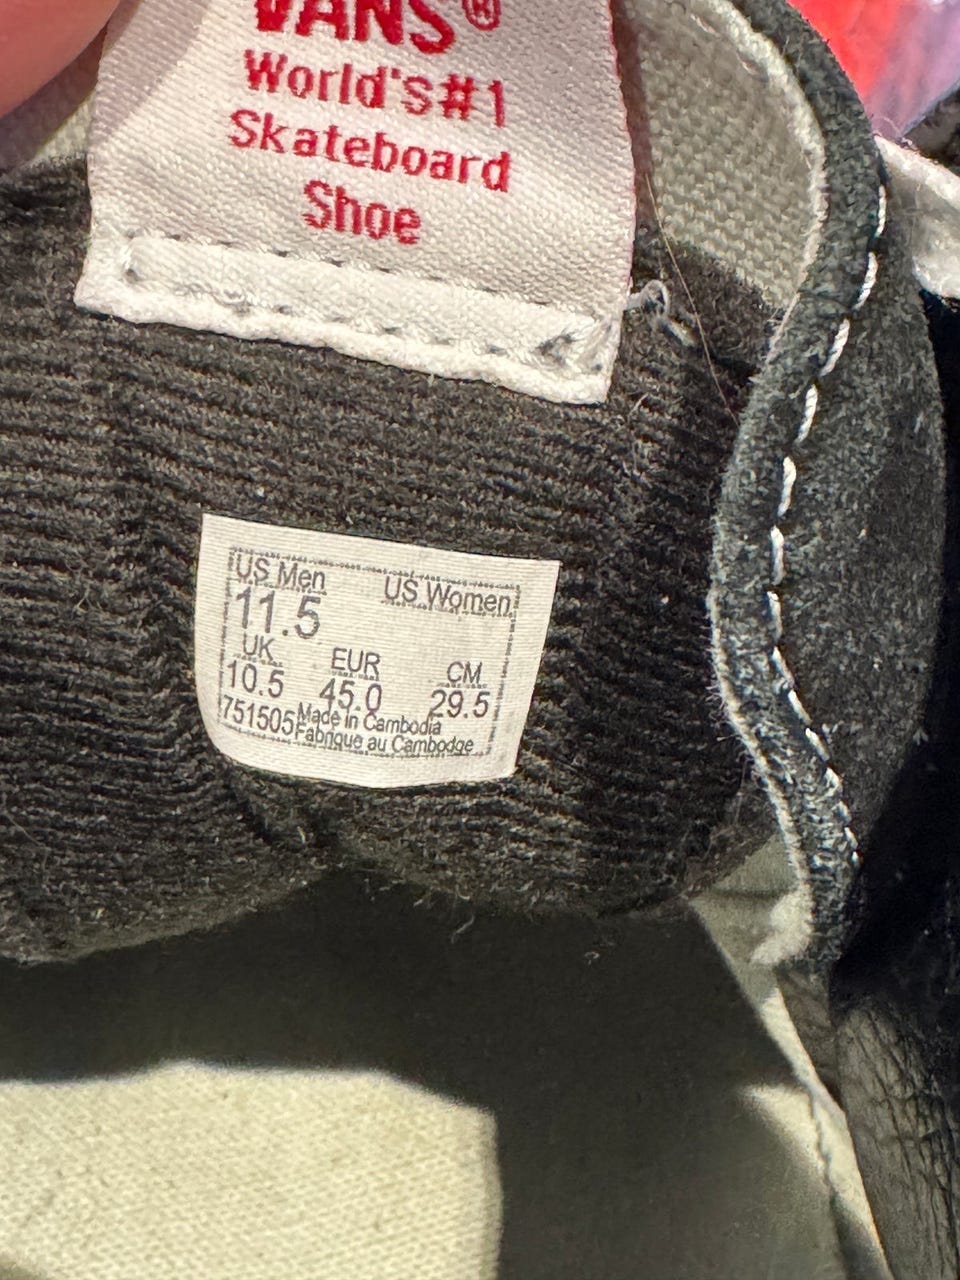 VANS®
World's#1
Skateboard
Shoe
US Men US Women
11.5
UK EUR CM
10.5 45.0 29.5
751505 Made in Cambodia
Fabrique au Cambodge